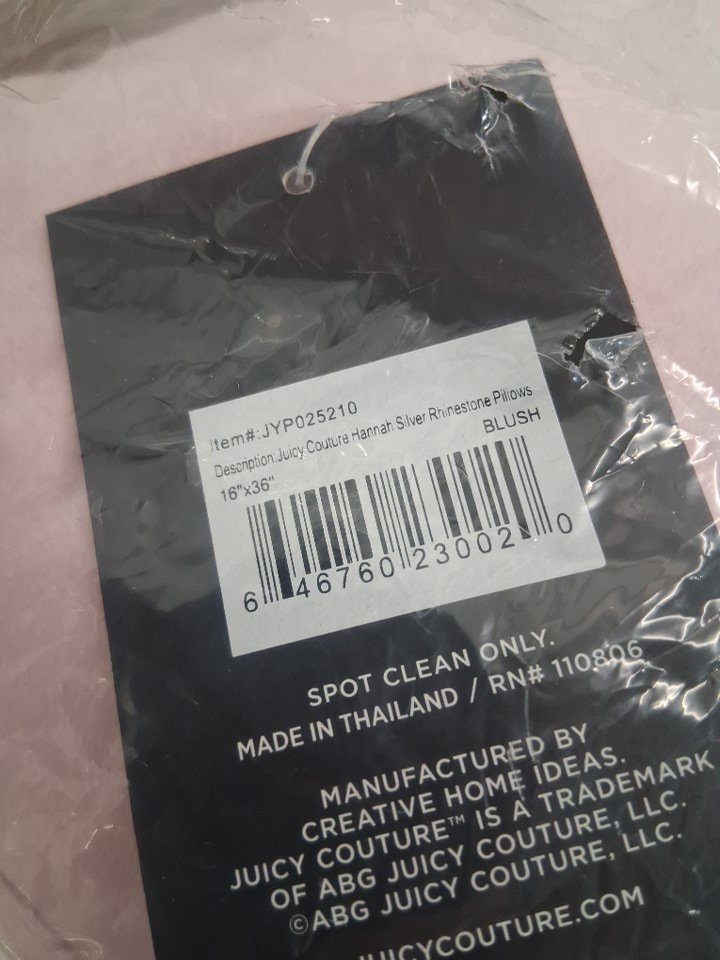 Item#:JYP025210
Description:Juicy Couture Hannah Silver Rhinestone Pillows
BLUSH
16"x36"
6 46760 23002 0
SPOT CLEAN ONLY.
MADE IN THAILAND / RN# 110806
MANUFACTURED BY
CREATIVE HOME IDEAS.
JUICY COUTURE™ IS A TRADEMARK
OF ABG JUICY COUTURE, LLC.
©ABG JUICY COUTURE, LLC.
JUICYCOUTURE.COM